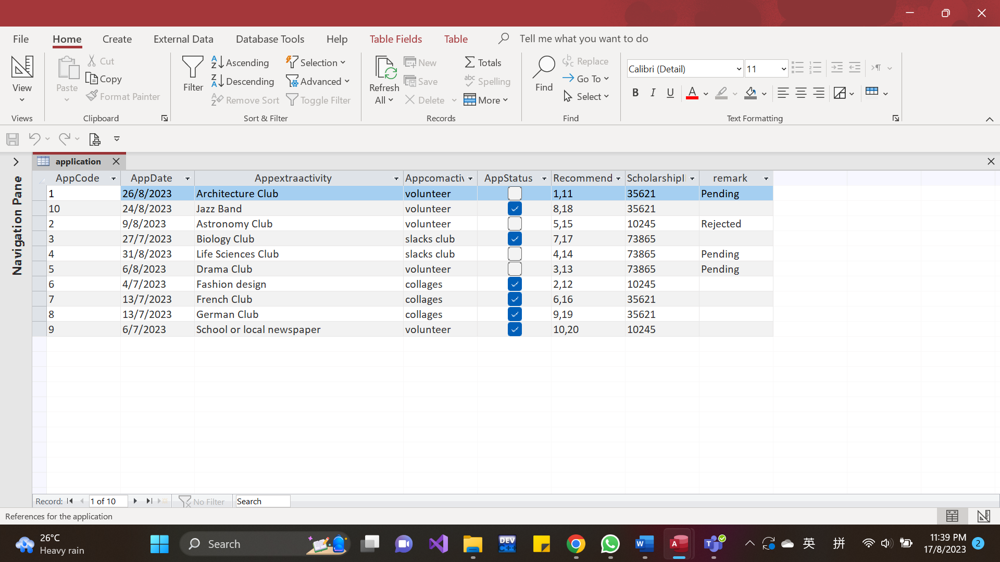 File Home Create External Data Database Tools Help Table Fields Table Tell me what you want to do
View
Views
Paste
Cut
Copy
Format Painter
Clipboard
Filter
Ascending
Descending
Remove Sort
Selection
Advanced
Toggle Filter
Sort & Filter
Refresh All
New
Save
Delete
Totals
Spelling
More
Records
Find
Replace
Go To
Select
Find
Calibri (Detail) 11
B I U A
Text Formatting
application
Navigation Pane
AppCode AppDate Appextraactivity Appcomactiv AppStatus Recommend ScholarshipI remark
1 26/8/2023 Architecture Club volunteer 1,11 35621 Pending
10 24/8/2023 Jazz Band volunteer 8,18 35621
2 9/8/2023 Astronomy Club volunteer 5,15 10245 Rejected
3 27/7/2023 Biology Club slacks club 7,17 73865
4 31/8/2023 Life Sciences Club slacks club 4,14 73865 Pending
5 6/8/2023 Drama Club volunteer 3,13 73865 Pending
6 4/7/2023 Fashion design collages 2,12 10245
7 13/7/2023 French Club collages 6,16 35621
8 13/7/2023 German Club collages 9,19 35621
9 6/7/2023 School or local newspaper volunteer 10,20 10245
Record: 1 of 10 No Filter Search
References for the application
26°C
Heavy rain
Search
DEV C++
英 拼
11:39 PM
17/8/2023
2